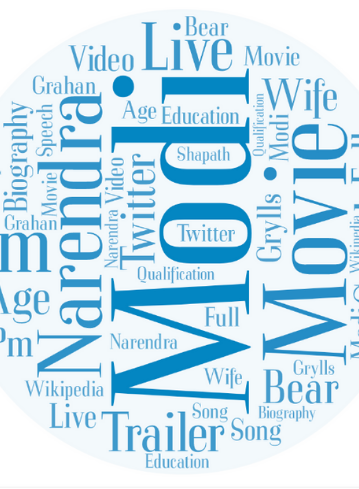 Bear
Video
Live
Movie
Grahan
Age
Education
Wife
Biography
Speech
Narendra
Modi
Qualification
Modi
Shapath
Movie
Grahan
Video
Narendra
Twitter
Twitter
Grylls
Movie
Qualification
m
Age
Pm
Full
Narendra
Wife
Wikipedia
Grylls
Bear
Live
Trailer
Song
Song
Biography
Education